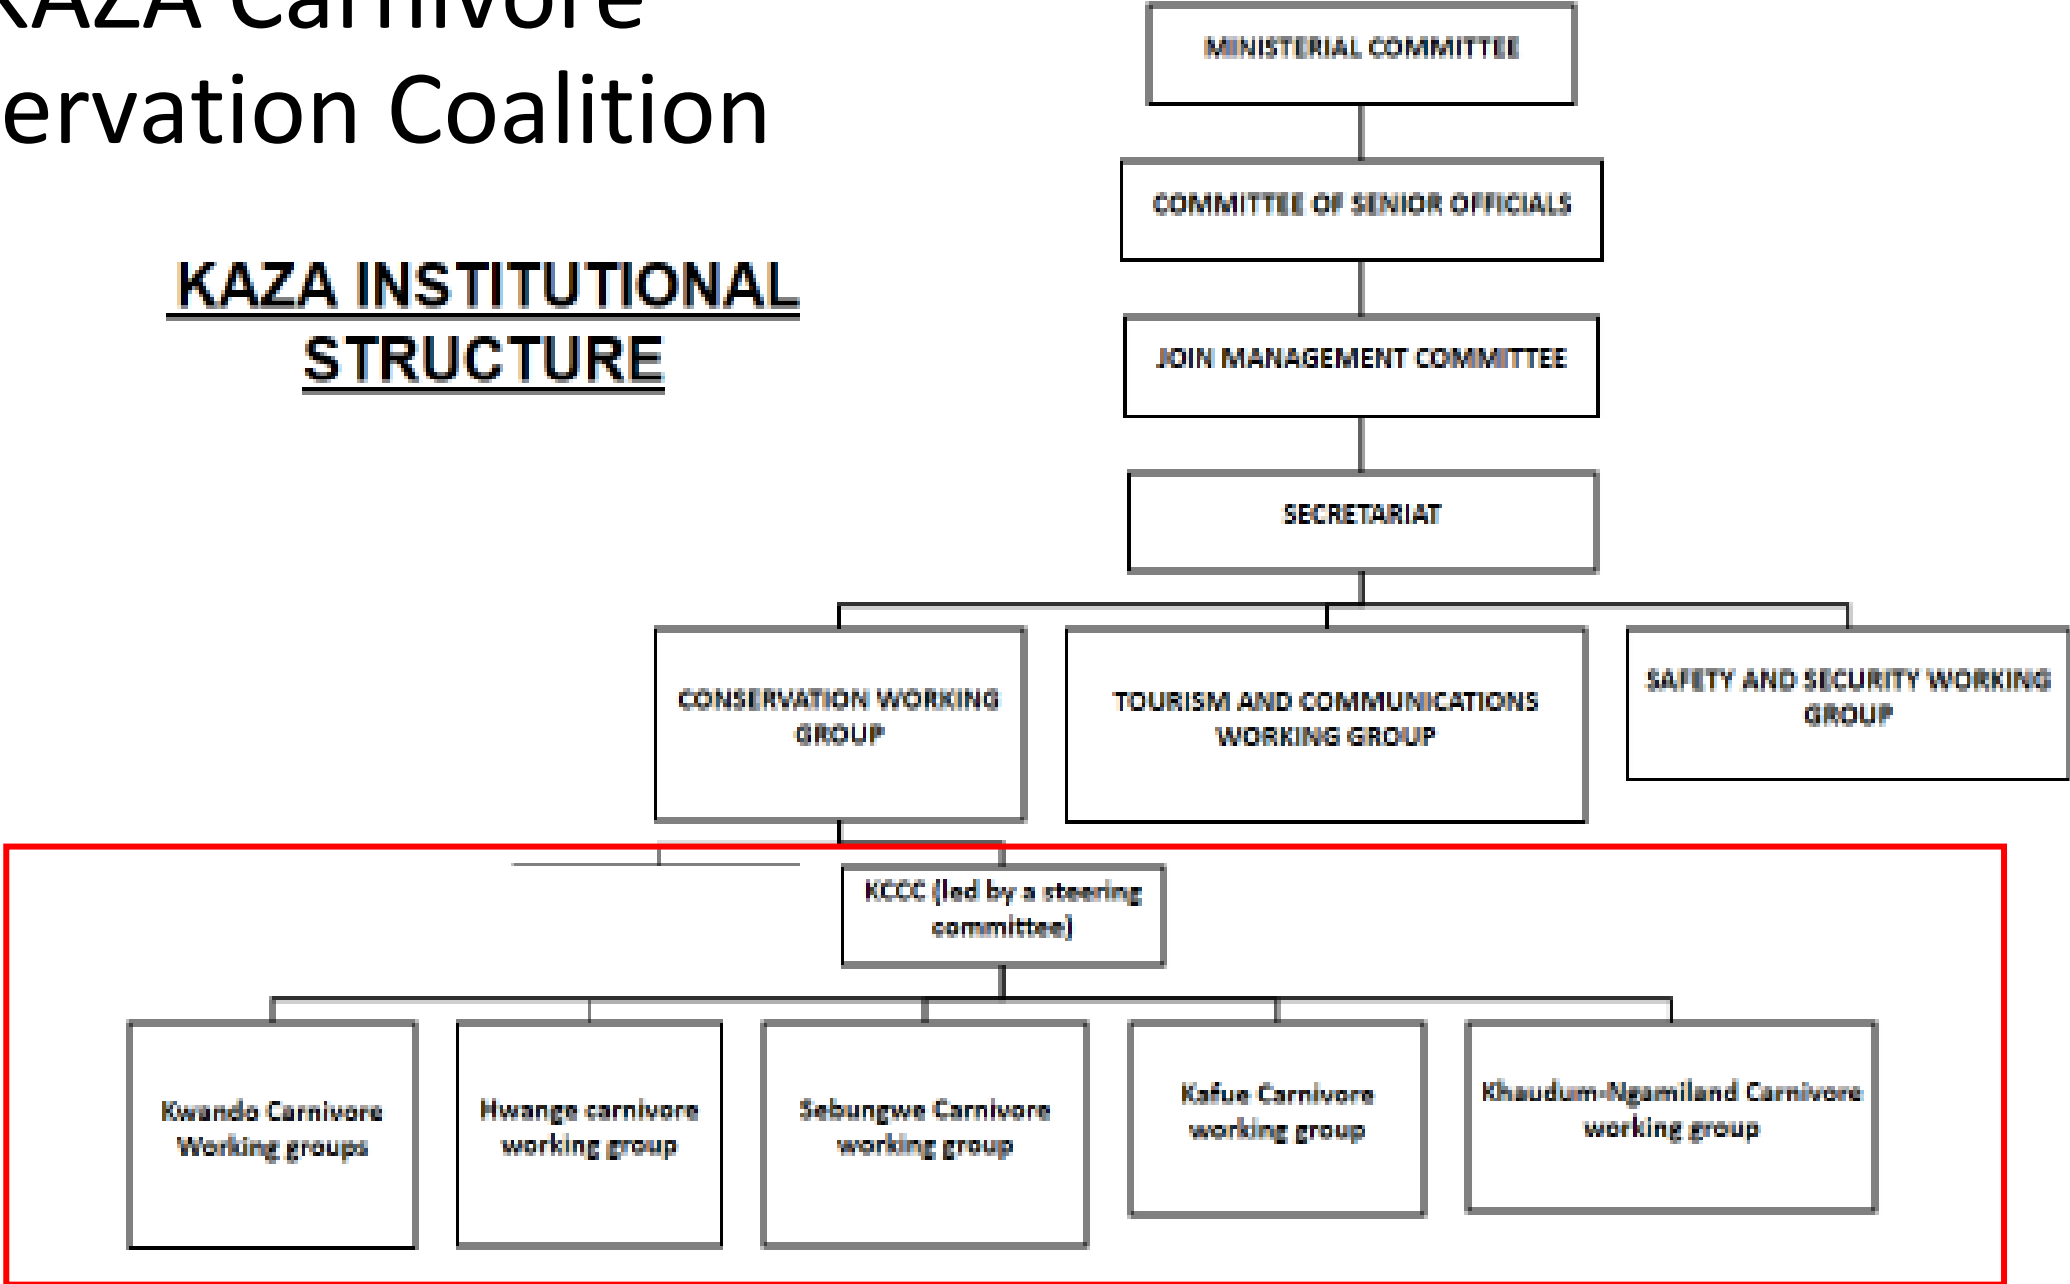 KAZA Carnivore
ervation Coalition
KAZA INSTITUTIONAL
STRUCTURE
MINISTERIAL COMMITTEE
COMMITTEE OF SENIOR OFFICIALS
JOIN MANAGEMENT COMMITTEE
SECRETARIAT
CONSERVATION WORKING
GROUP
TOURISM AND COMMUNICATIONS
WORKING GROUP
SAFETY AND SECURITY WORKING
GROUP
KCCC (led by a steering
committee)
Kwando Carnivore
Working groups
Hwange carnivore
working group
Sebungwe Carnivore
working group
Kafue Carnivore
working group
Khaudum-Ngamiland Carnivore
working group